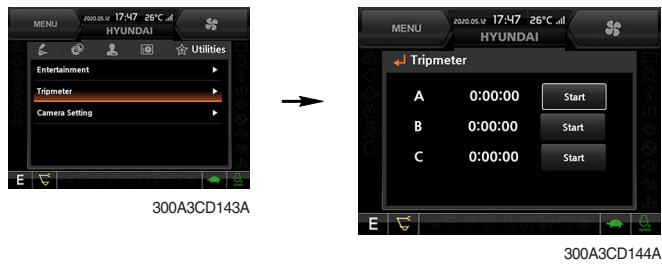 MENU
2020.05.12 17:47 26°C
HYUNDAI
Utilities
Entertainment
Tripmeter
Camera Setting
E
300A3CD143A
MENU
2020.05.12 17:47 26°C
HYUNDAI
Tripmeter
A 0:00:00 Start
B 0:00:00 Start
C 0:00:00 Start
E
300A3CD144A